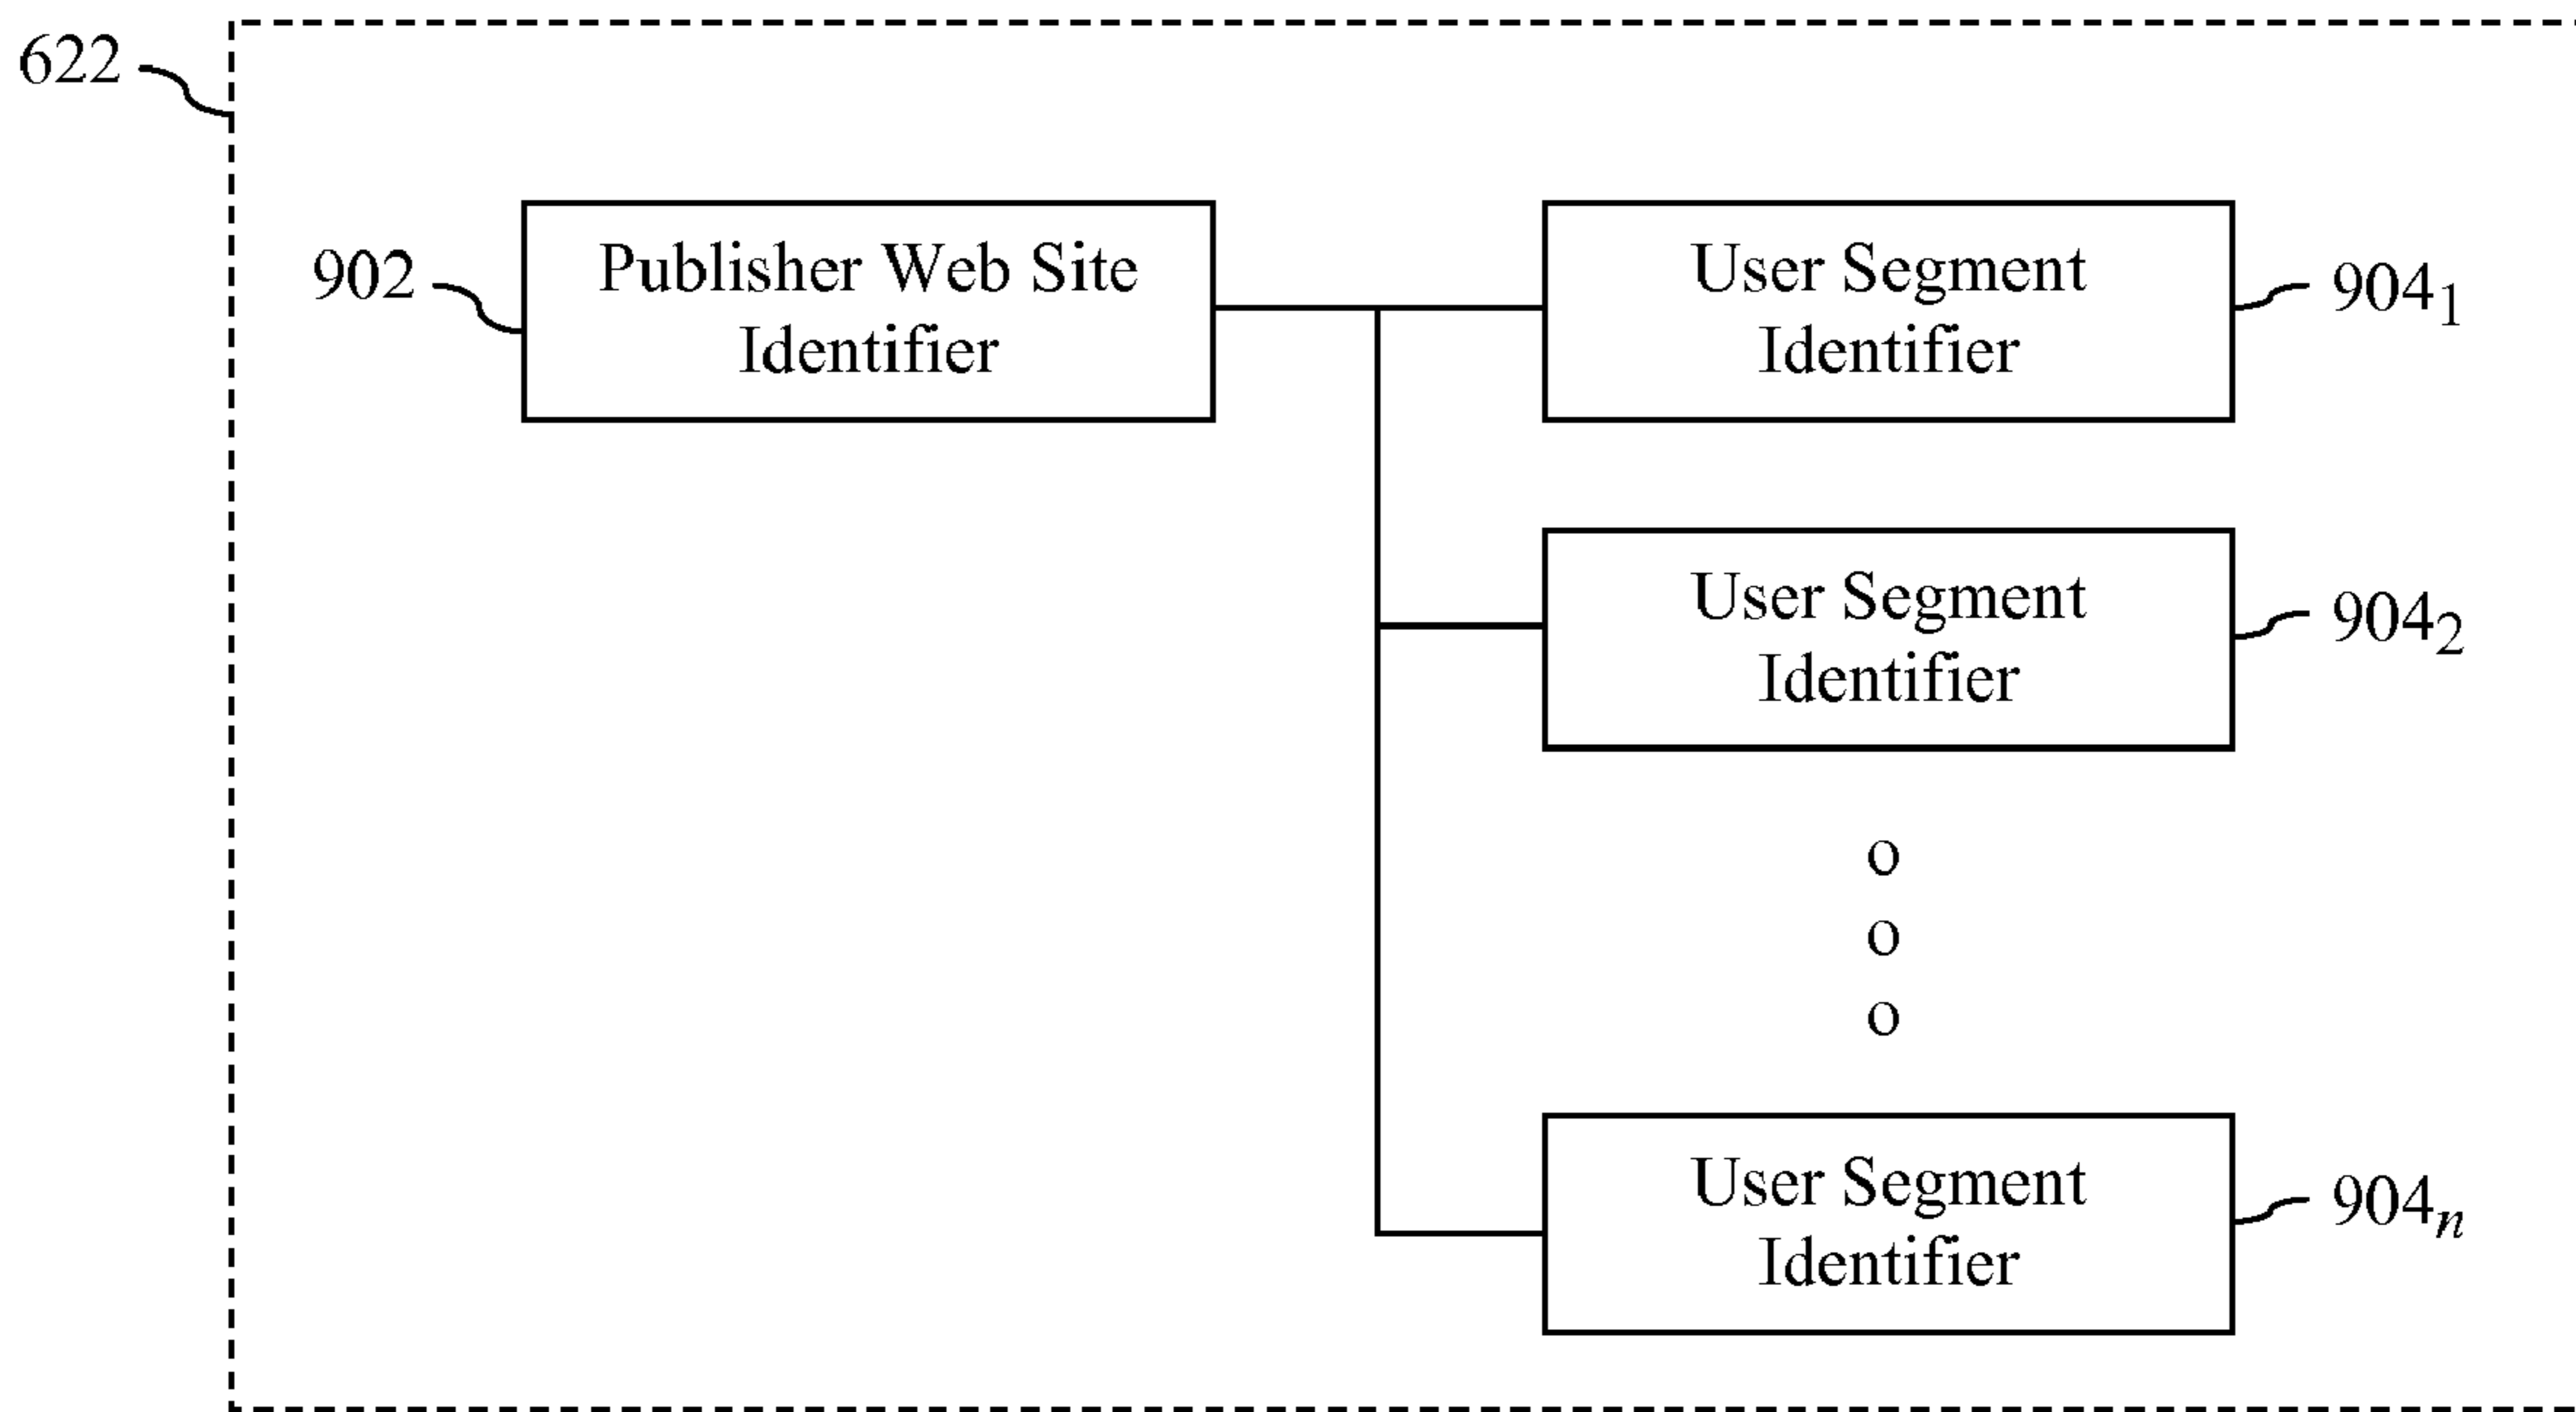 622
902
Publisher Web Site
Identifier
User Segment
Identifier
904₁
User Segment
Identifier
904₂
o
o
o
User Segment
Identifier
904ₙ